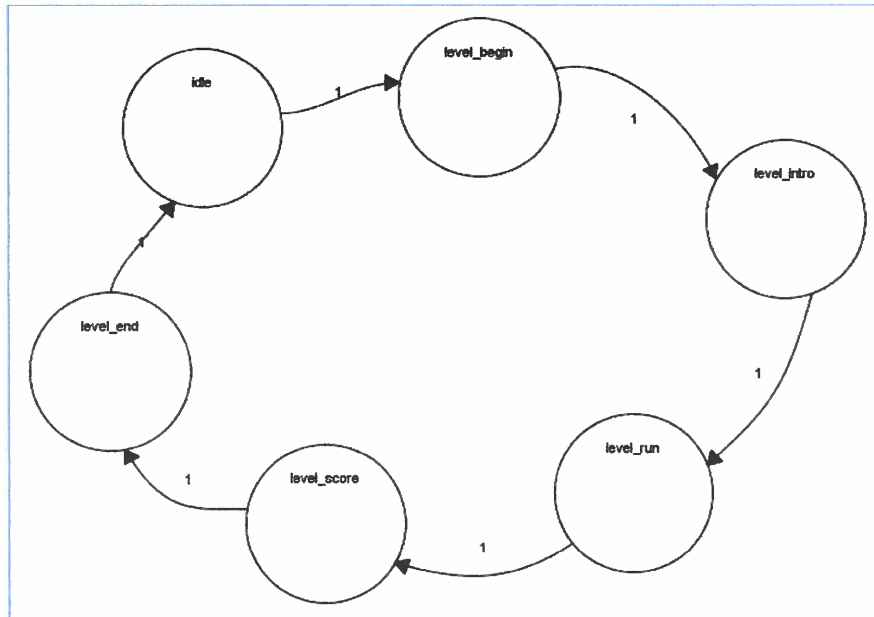 level_begin
idle
1
1
level_intro
1
level_end
1
level_run
level_score
1
1